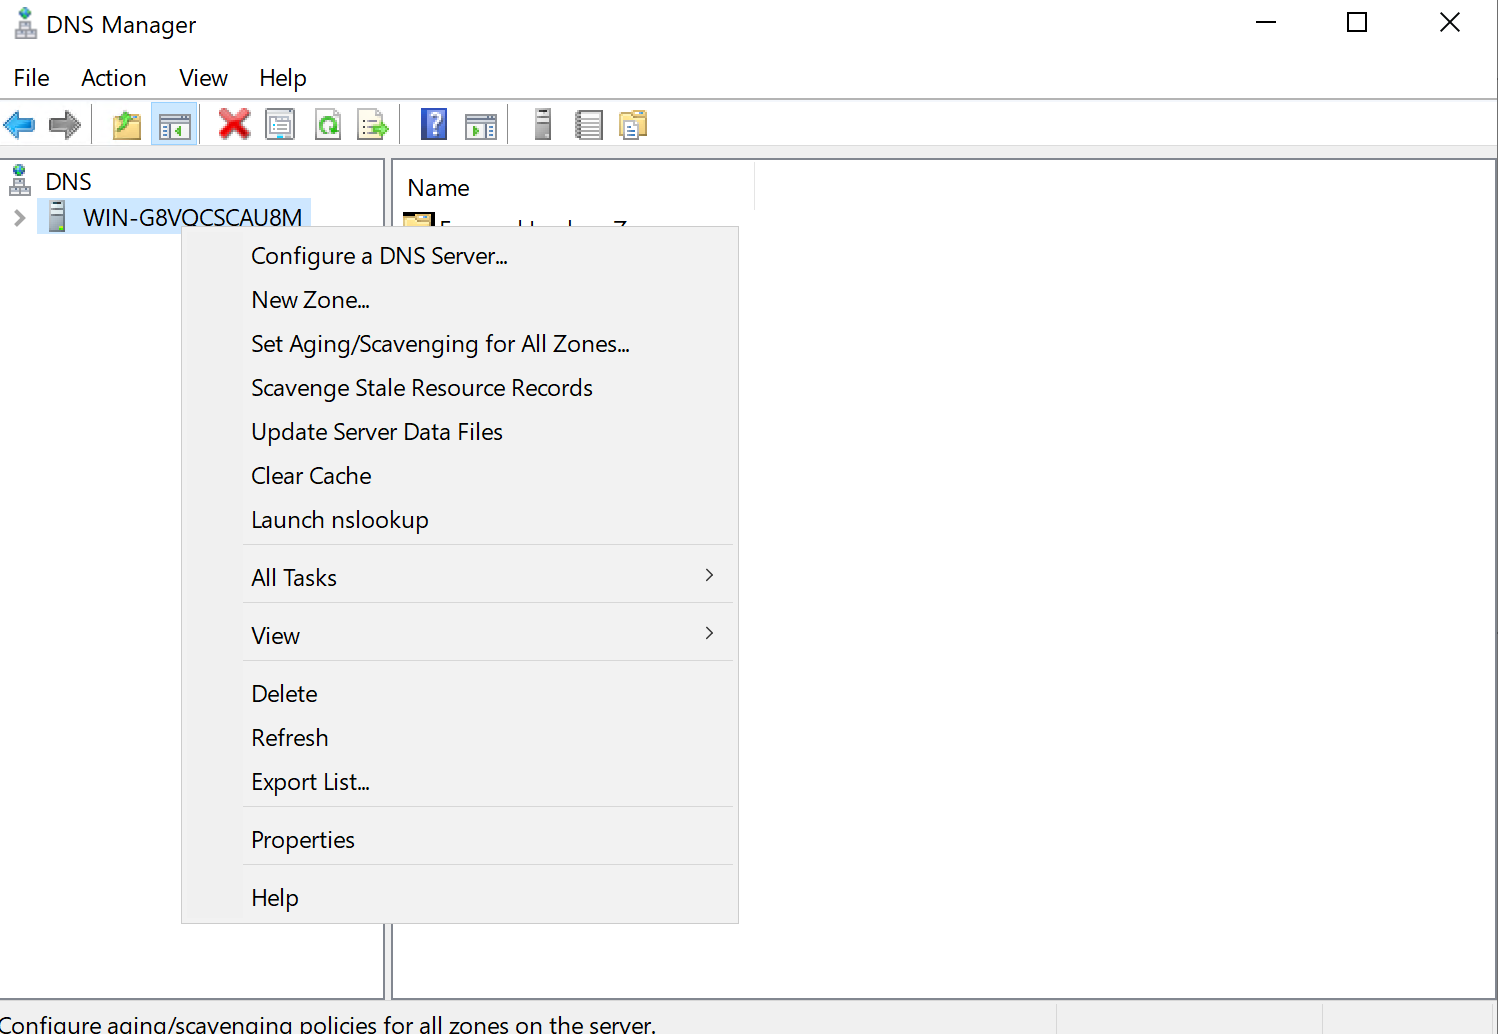 DNS Manager
File Action View Help
DNS
Name
WIN-G8VQCSCAU8M
Configure a DNS Server...
New Zone...
Set Aging/Scavenging for All Zones...
Scavenge Stale Resource Records
Update Server Data Files
Clear Cache
Launch nslookup
All Tasks
View
Delete
Refresh
Export List...
Properties
Help
Configure aging/scavenging policies for all zones on the server.